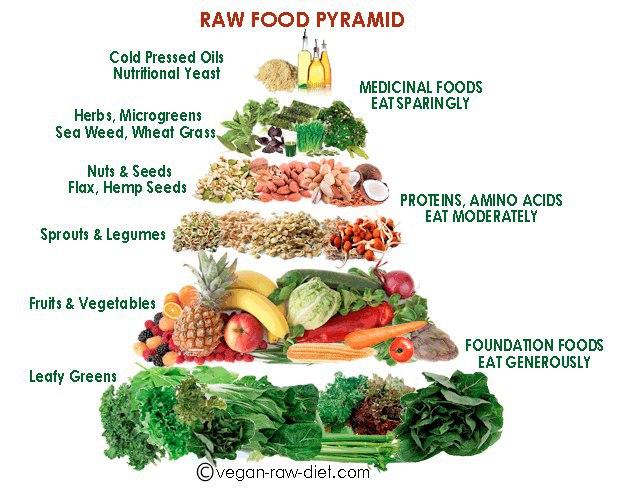 RAW FOOD PYRAMID
Cold Pressed Oils
Nutritional Yeast
MEDICINAL FOODS
EAT SPARINGLY
Herbs, Microgreens
Sea Weed, Wheat Grass
Nuts & Seeds
Flax, Hemp Seeds
PROTEINS, AMINO ACIDS
EAT MODERATELY
Sprouts & Legumes
Fruits & Vegetables
FOUNDATION FOODS
EAT GENEROUSLY
Leafy Greens
©vegan-raw-diet.com